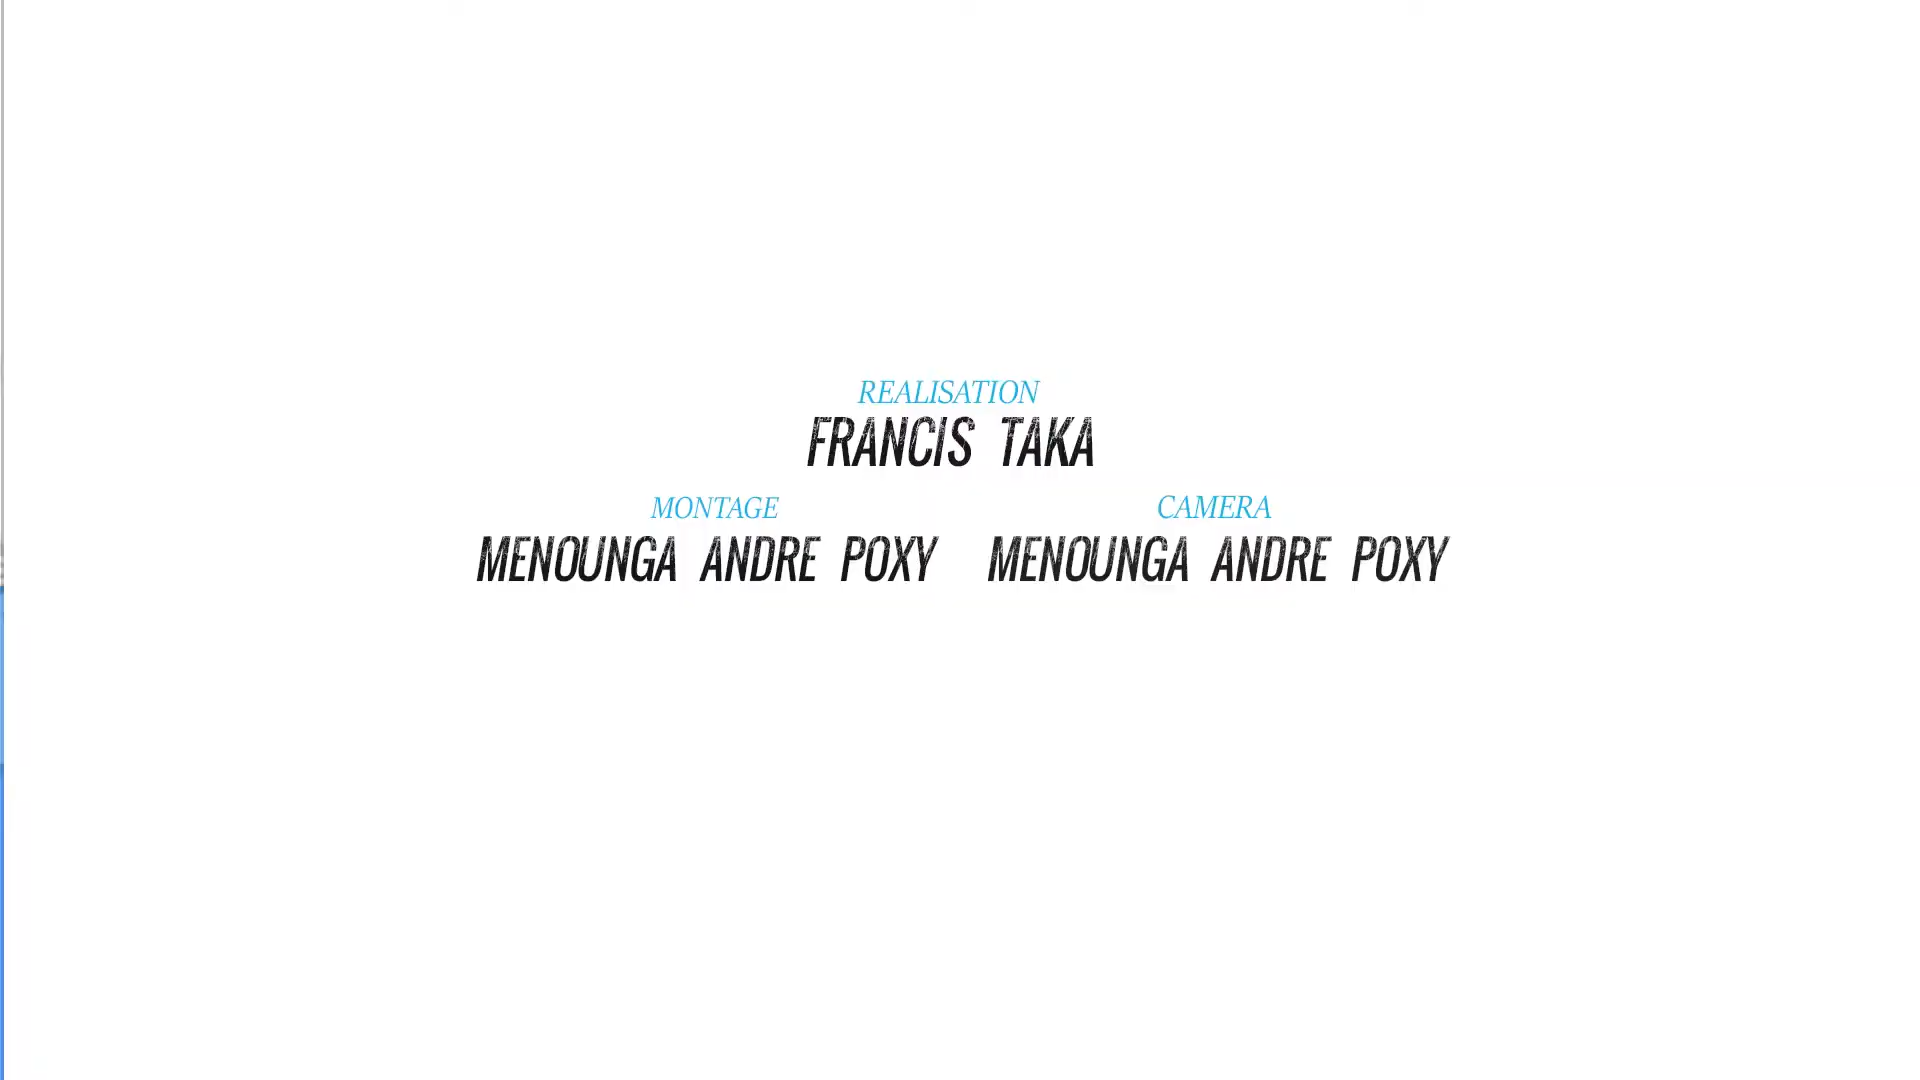 REALISATION
FRANCIS TAKA
MONTAGE
MENOUNGA ANDRE POXY
CAMERA
MENOUNGA ANDRE POXY